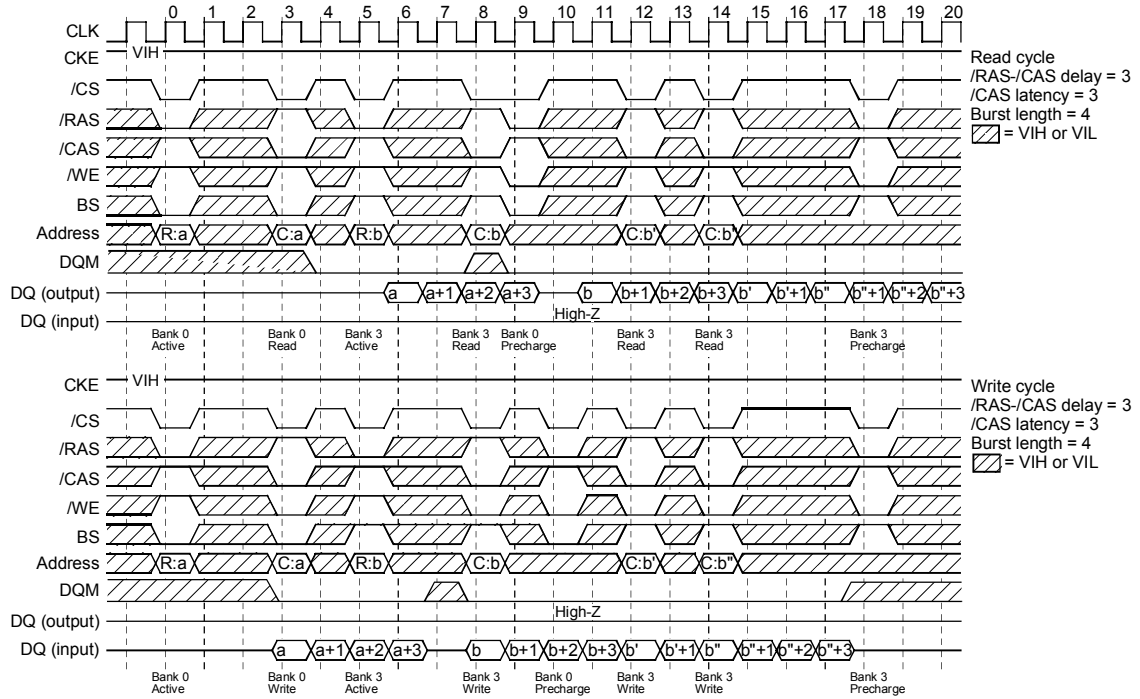 0 1 2 3 4 5 6 7 8 9 10 11 12 13 14 15 16 17 18 19 20
CLK
CKE VIH
/CS
/RAS
/CAS
/WE
BS
Address R:a C:a R:b C:b C:b' C:b"
DQM
DQ (output) a a+1 a+2 a+3 b b+1 b+2 b+3 b' b'+1 b" b"+1 b"+2 b"+3
DQ (input) High-Z
Bank 0 Active
Bank 0 Read
Bank 3 Active
Bank 3 Read
Bank 0 Precharge
Bank 3 Read
Bank 3 Read
Bank 3 Precharge
Read cycle
/RAS-/CAS delay = 3
/CAS latency = 3
Burst length = 4
= VIH or VIL
CKE VIH
/CS
/RAS
/CAS
/WE
BS
Address R:a C:a R:b C:b C:b' C:b"
DQM
High-Z
DQ (output)
DQ (input) a a+1 a+2 a+3 b b+1 b+2 b+3 b' b'+1 b" b"+1 b"+2 b"+3
Bank 0 Active
Bank 0 Write
Bank 3 Active
Bank 3 Write
Bank 0 Precharge
Bank 3 Write
Bank 3 Write
Bank 3 Precharge
Write cycle
/RAS-/CAS delay = 3
/CAS latency = 3
Burst length = 4
= VIH or VIL